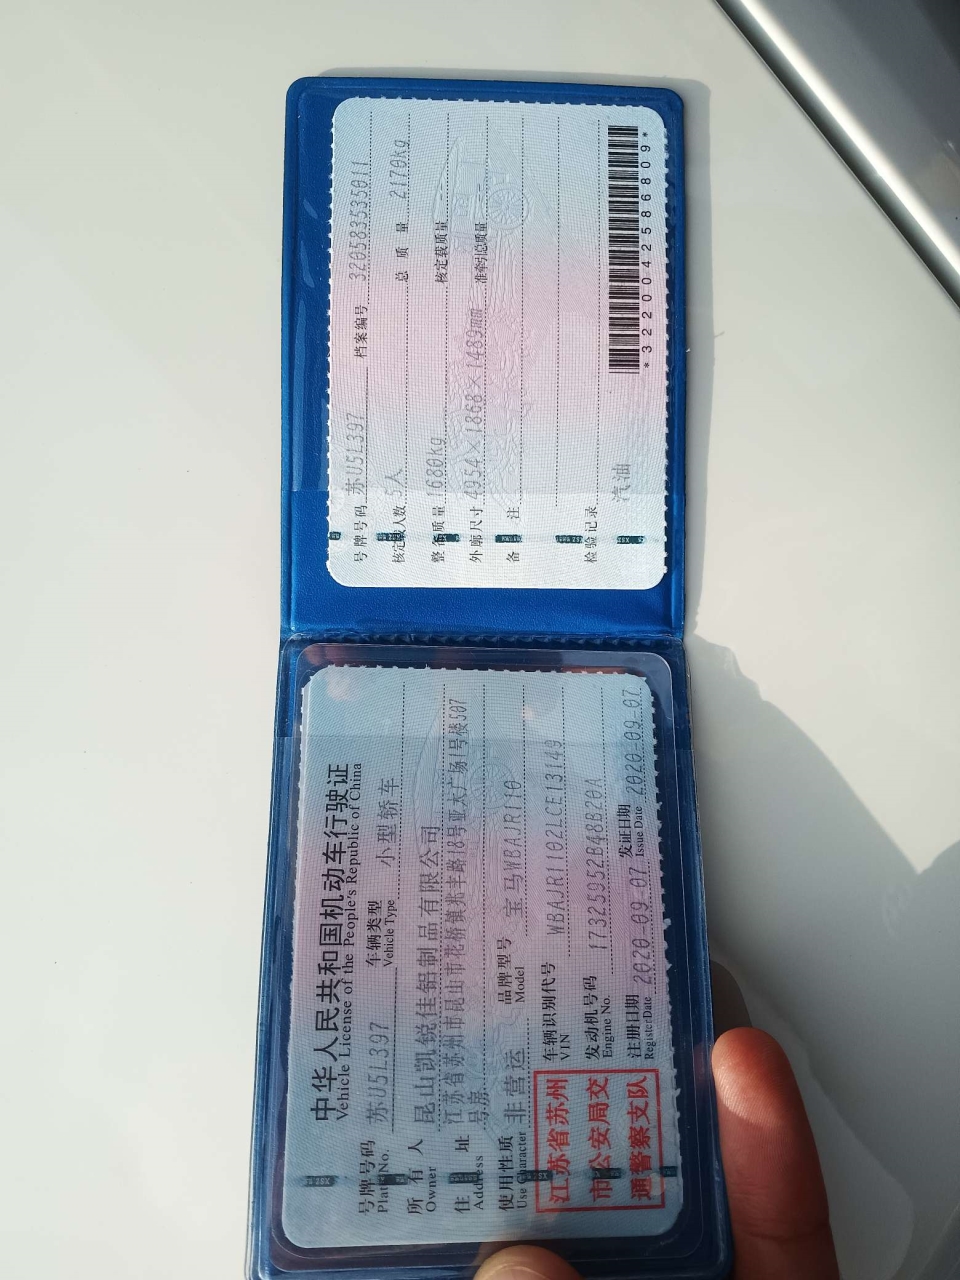 中华人民共和国机动车行驶证
Vehicle License of the People's Republic of China
号牌号码 苏U5L397 车辆类型 小型轿车
Plate No. Vehicle Type
所有人 昆山凯锐佳铝制品有限公司
Owner
住址 江苏省苏州市昆山市花桥镇兆丰路18号亚太广场1号楼507
Address 号房
使用性质 非营运 品牌型号 宝马WBAJR110
Use Character Model
江苏省苏州
市公安局交
通警察支队
车辆识别代号 WBAJR1102LCE13149
VIN
发动机号码 17325952B48B20A
Engine No.
注册日期 2020-09-07 发证日期 2020-09-07
Register Date Issue Date
号牌号码 苏U5L397 档案编号 320583535011
核定载人数 5人 总质量 2170kg
整备质量 1680kg 核定载质量 --
外廓尺寸 4954×1868×1489mm 准牵引总质量 --
备注
检验记录
汽油
*3220042586809*